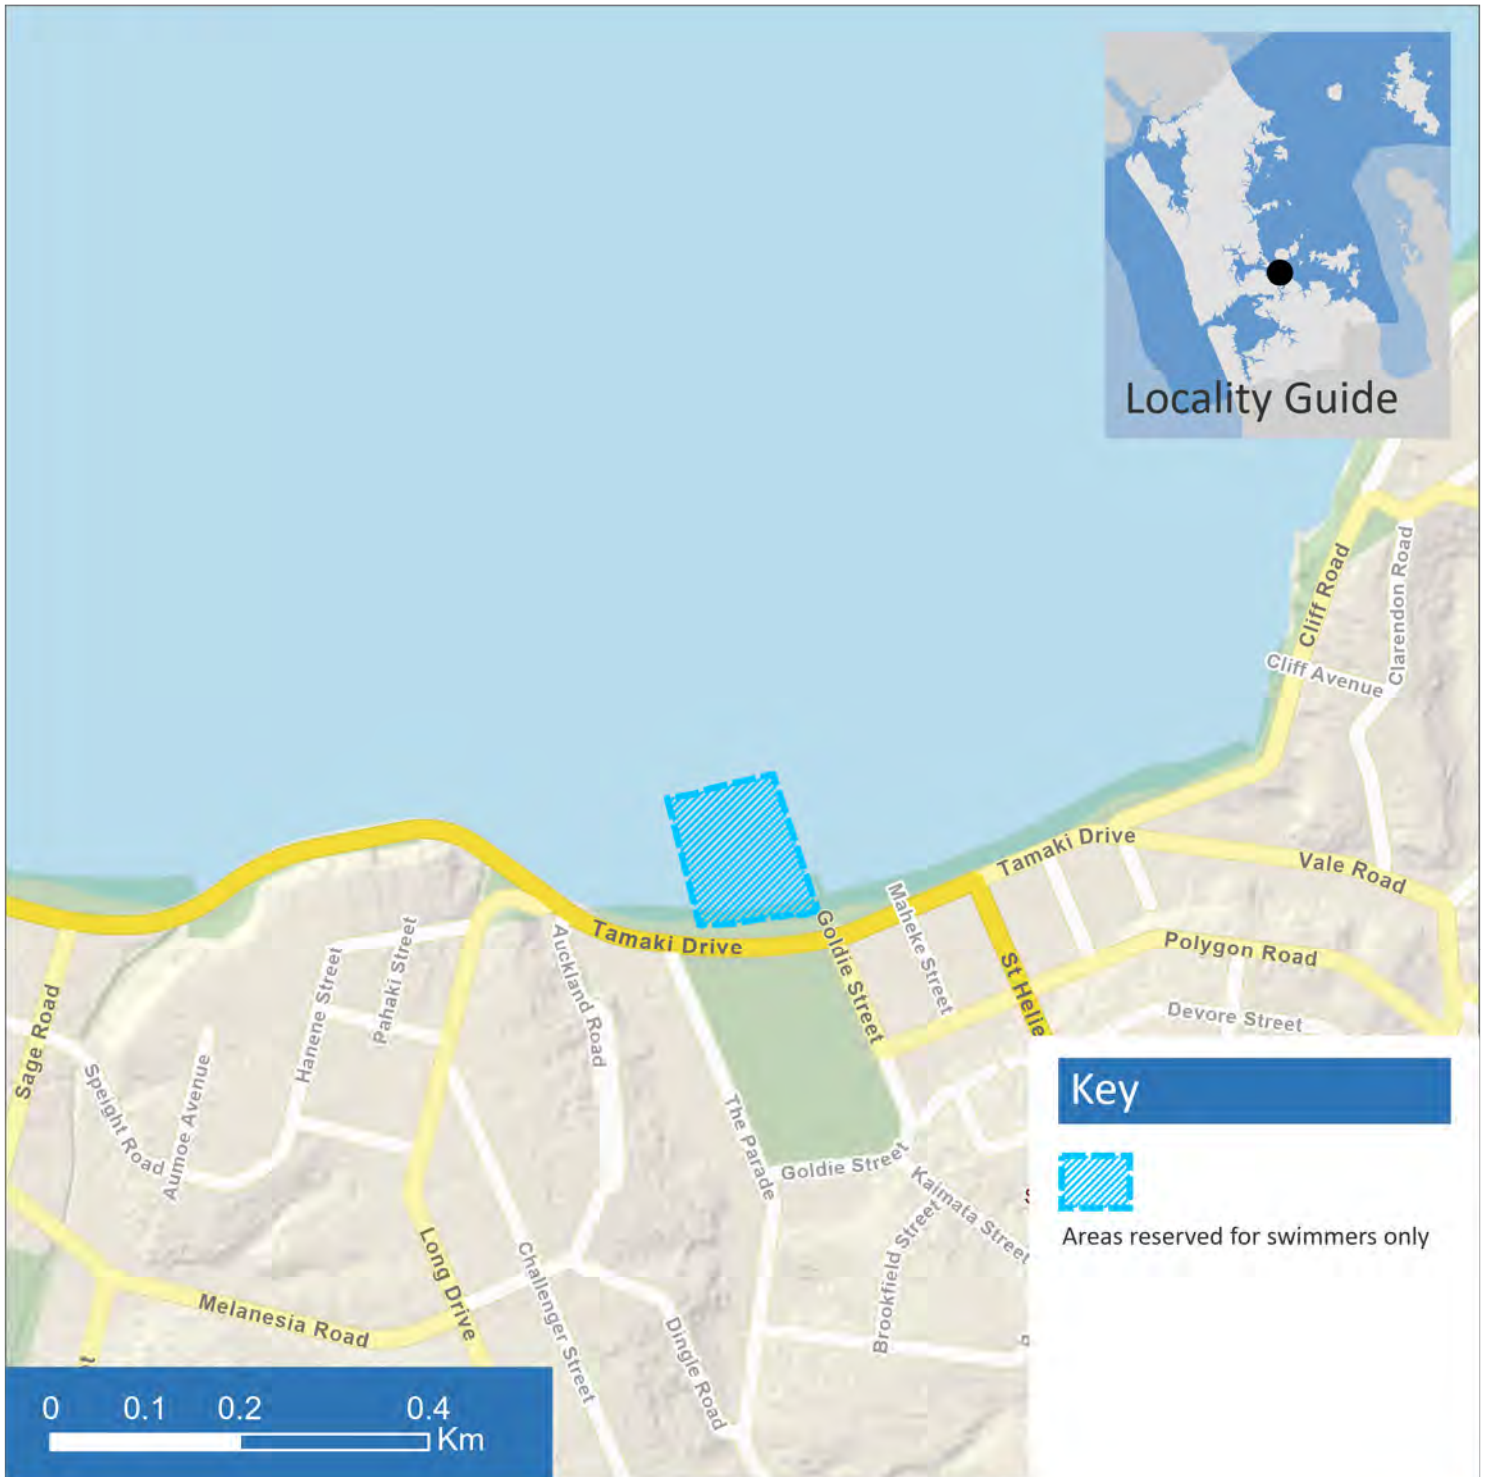 Locality Guide
Cliff Road
Clarendon Road
Cliff Avenue
Tamaki Drive
Vale Road
Maheke Street
Goldie Street
Tamaki Drive
Polygon Road
St Helie
Devore Street
Auckland Road
Pahaki Street
Hanene Street
Sage Road
Speight Road
Aumoe Avenue
The Parade
Goldie Street
Kaimata Street
Brookfield Street
Long Drive
Challenger Street
Melanesia Road
Dingle Road
Key
Areas reserved for swimmers only
0 0.1 0.2 0.4
Km